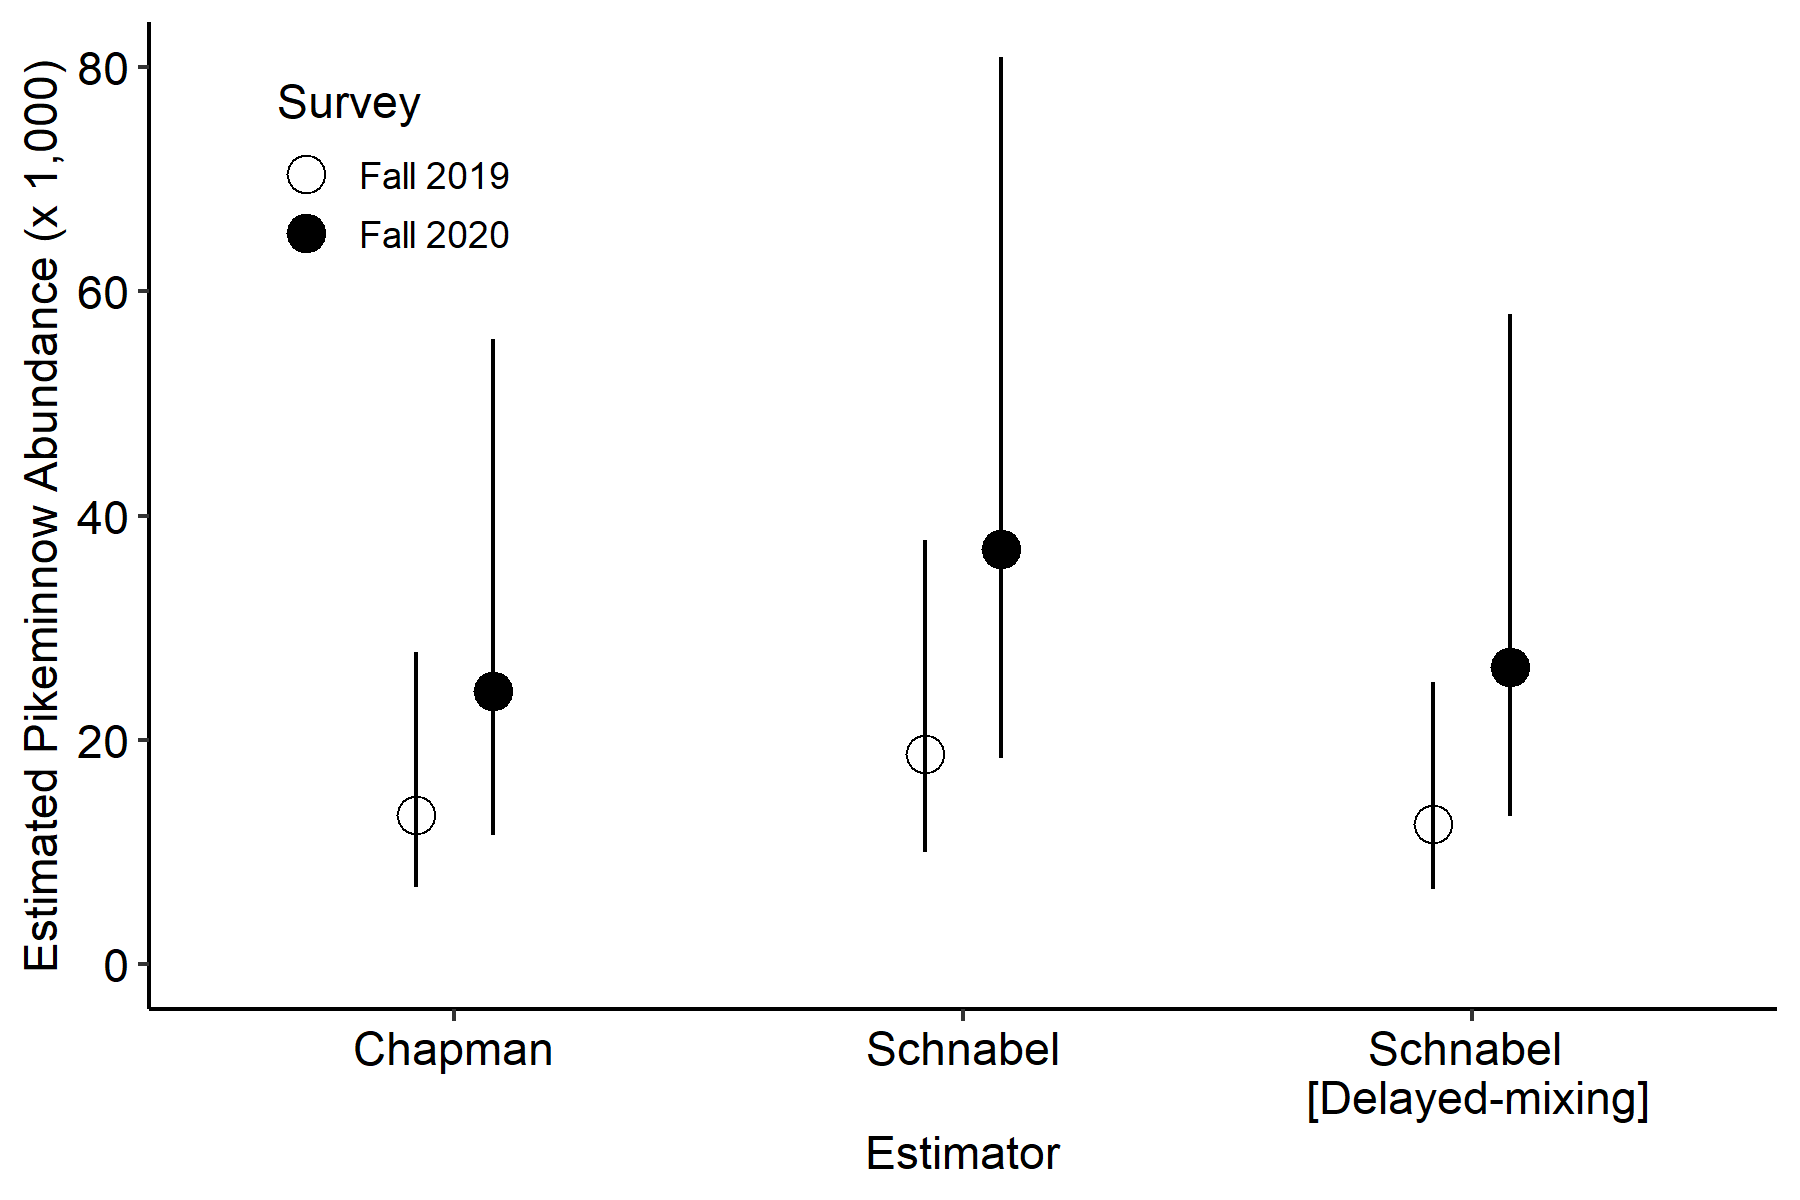 Estimated Pikeminnow Abundance (x 1,000)
80
60
40
20
0
Survey
Fall 2019
Fall 2020
Chapman
Schnabel
Schnabel
[Delayed-mixing]
Estimator